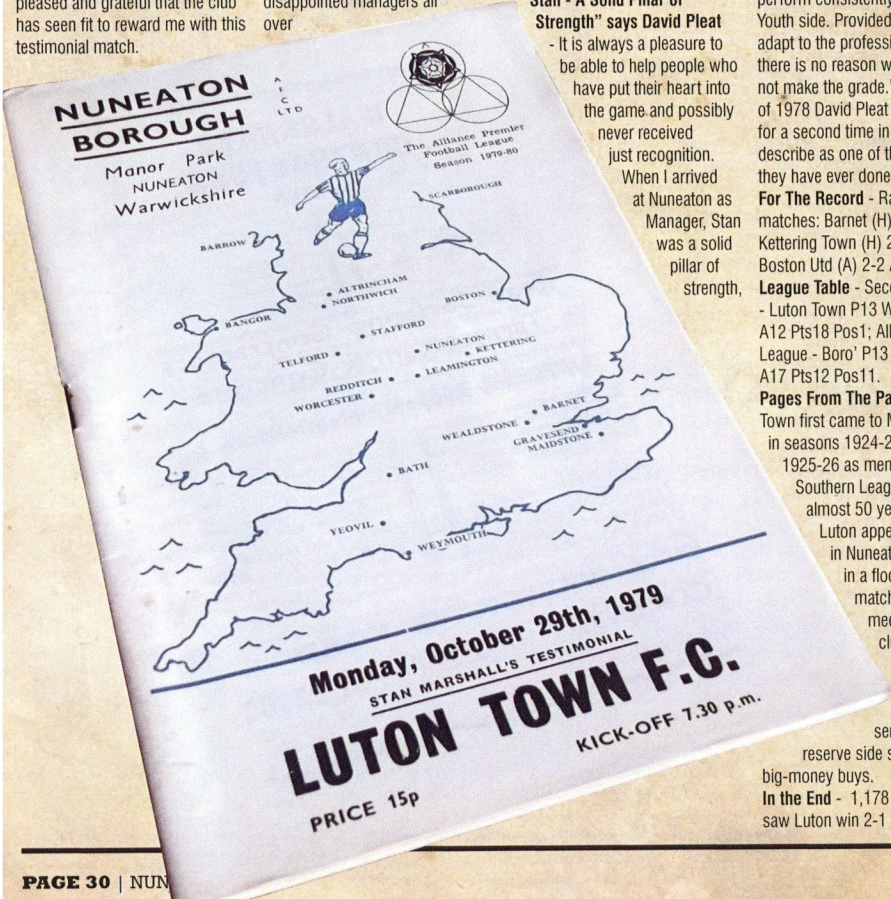 pleased and grateful that the club
has seen fit to reward me with this
testimonial match.
disappointed managers all
over
Stan - A Solid Pillar of
Strength” says David Pleat
- It is always a pleasure to
be able to help people who
have put their heart into
the game and possibly
never received
just recognition.
When I arrived
at Nuneaton as
Manager, Stan
was a solid
pillar of
strength,
perform consistently
Youth side. Provided
adapt to the professi
there is no reason w
not make the grade.
of 1978 David Pleat
for a second time in
describe as one of th
they have ever done
For The Record - Ra
matches: Barnet (H)
Kettering Town (H) 2
Boston Utd (A) 2-2
League Table - Seco
- Luton Town P13 W
A12 Pts18 Pos1; All
League - Boro' P13
A17 Pts12 Pos11.
Pages From The Pa
Town first came to M
in seasons 1924-2
1925-26 as mem
Southern Leag
almost 50 ye
Luton appe
in Nuneat
in a floo
match
mee
cl
ser
reserve side s
big-money buys.
In the End - 1,178
saw Luton win 2-1
NUNEATON
BOROUGH
A
F
C
LTD
Manor Park
NUNEATON
Warwickshire
The Alliance Premier
Football League
Season 1979-80
SCARBOROUGH
BARROW
ALTRINCHAM
NORTHWICH
BOSTON
BANGOR
STAFFORD
TELFORD
NUNEATON
KETTERING
REDDITCH
LEAMINGTON
WORCESTER
BARNET
WEALDSTONE
GRAVESEND
MAIDSTONE
BATH
YEOVIL
WEYMOUTH
Monday, October 29th, 1979
STAN MARSHALL'S TESTIMONIAL
LUTON TOWN F.C.
KICK-OFF 7.30 p.m.
PRICE 15p
PAGE 30 | NUN